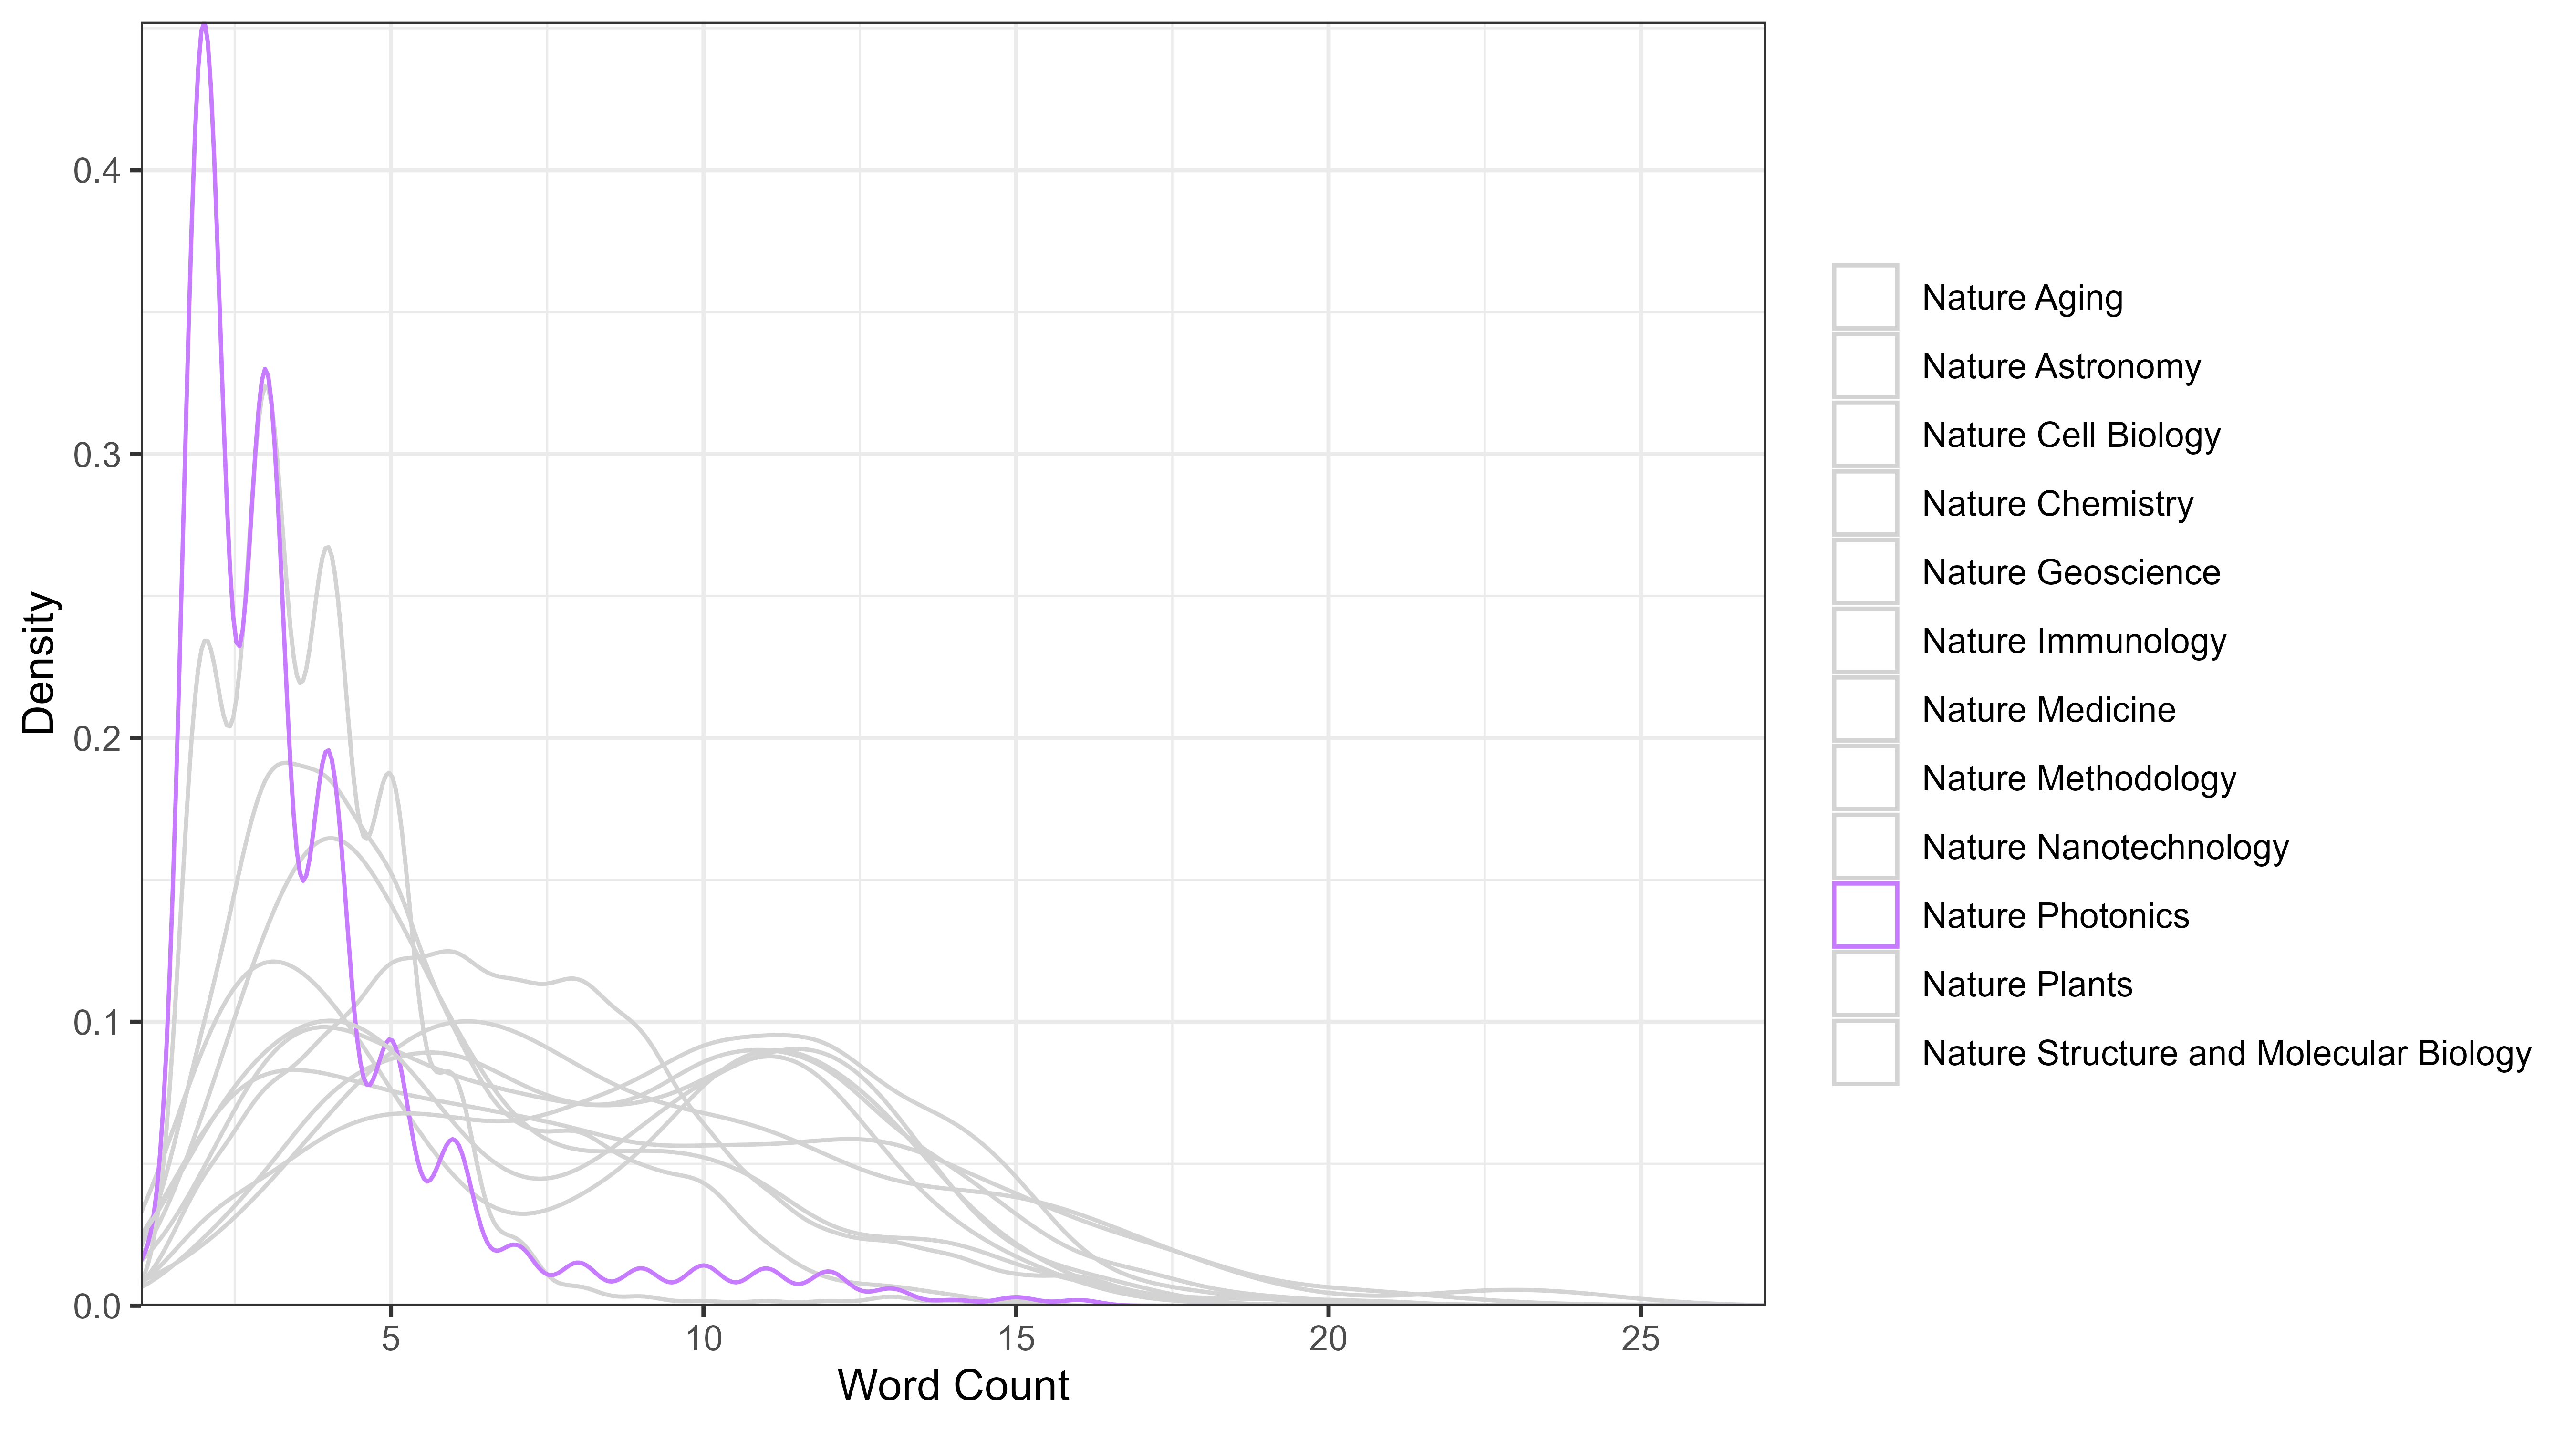 0.4
0.3
0.2
0.1
0.0
Density
5 10 15 20 25
Word Count
Nature Aging
Nature Astronomy
Nature Cell Biology
Nature Chemistry
Nature Geoscience
Nature Immunology
Nature Medicine
Nature Methodology
Nature Nanotechnology
Nature Photonics
Nature Plants
Nature Structure and Molecular Biology